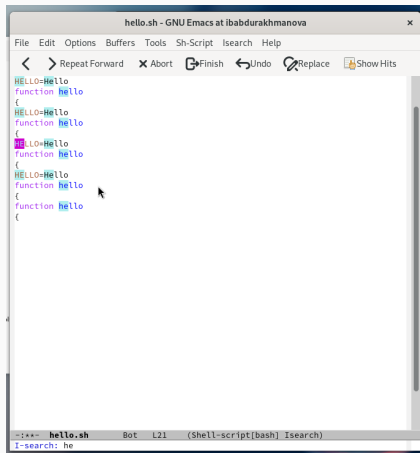 hello.sh - GNU Emacs at ibabdurakhmanova
File Edit Options Buffers Tools Sh-Script Isearch Help
Repeat Forward Abort Finish Undo Replace Show Hits
HELLO=Hello
function hello
{
HELLO=Hello
function hello
{
HELLO=Hello
function hello
{
HELLO=Hello
function hello
{
function hello
{
-:**- hello.sh Bot L21 (Shell-script[bash] Isearch)
I-search: he